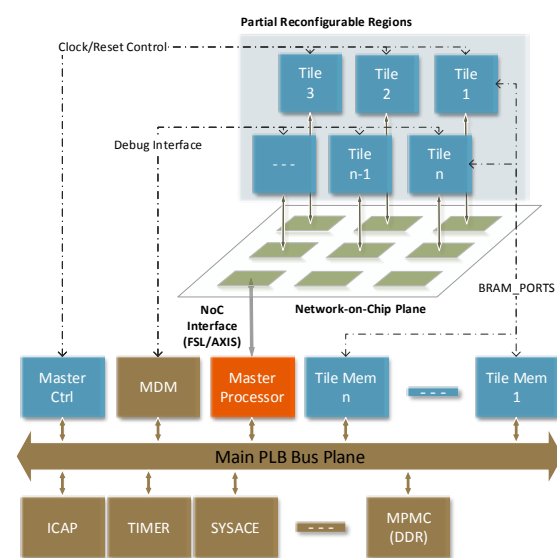 Partial Reconfigurable Regions
Clock/Reset Control
Tile
3
Tile
2
Tile
1
Debug Interface
- - -
Tile
n-1
Tile
n
BRAM_PORTS
NoC
Interface
(FSL/AXIS)
Network-on-Chip Plane
Master
Ctrl
MDM
Master
Processor
Tile Mem
n
- - -
Tile Mem
1
Main PLB Bus Plane
ICAP
TIMER
SYSACE
- - -
MPMC
(DDR)